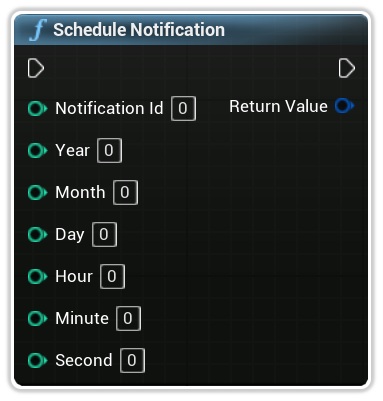 Schedule Notification
Notification Id 0 Return Value
Year 0
Month 0
Day 0
Hour 0
Minute 0
Second 0